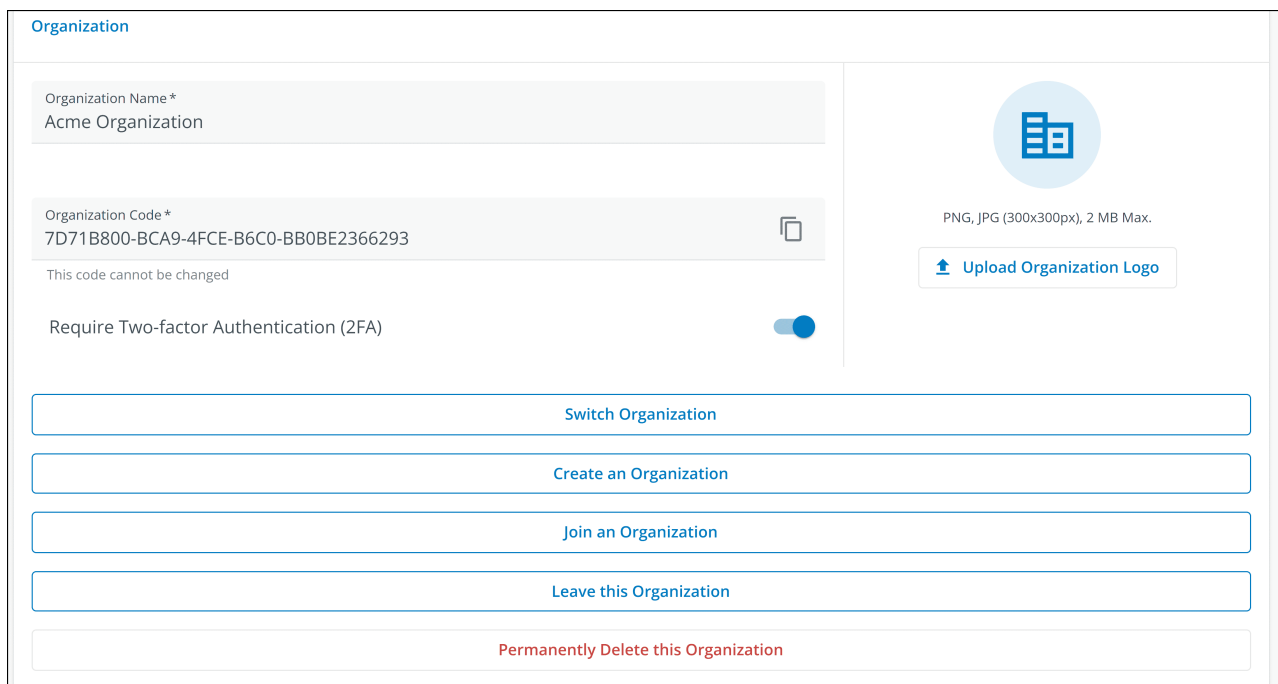 Organization
Organization Name *
Acme Organization
Organization Code *
7D71B800-BCA9-4FCE-B6C0-BB0BE2366293
This code cannot be changed
Require Two-factor Authentication (2FA)
PNG, JPG (300x300px), 2 MB Max.
Upload Organization Logo
Switch Organization
Create an Organization
Join an Organization
Leave this Organization
Permanently Delete this Organization